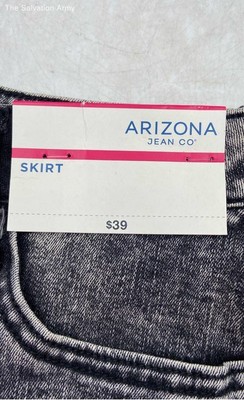 The Salvation Army
ARIZONA
JEAN CO®
SKIRT
$39